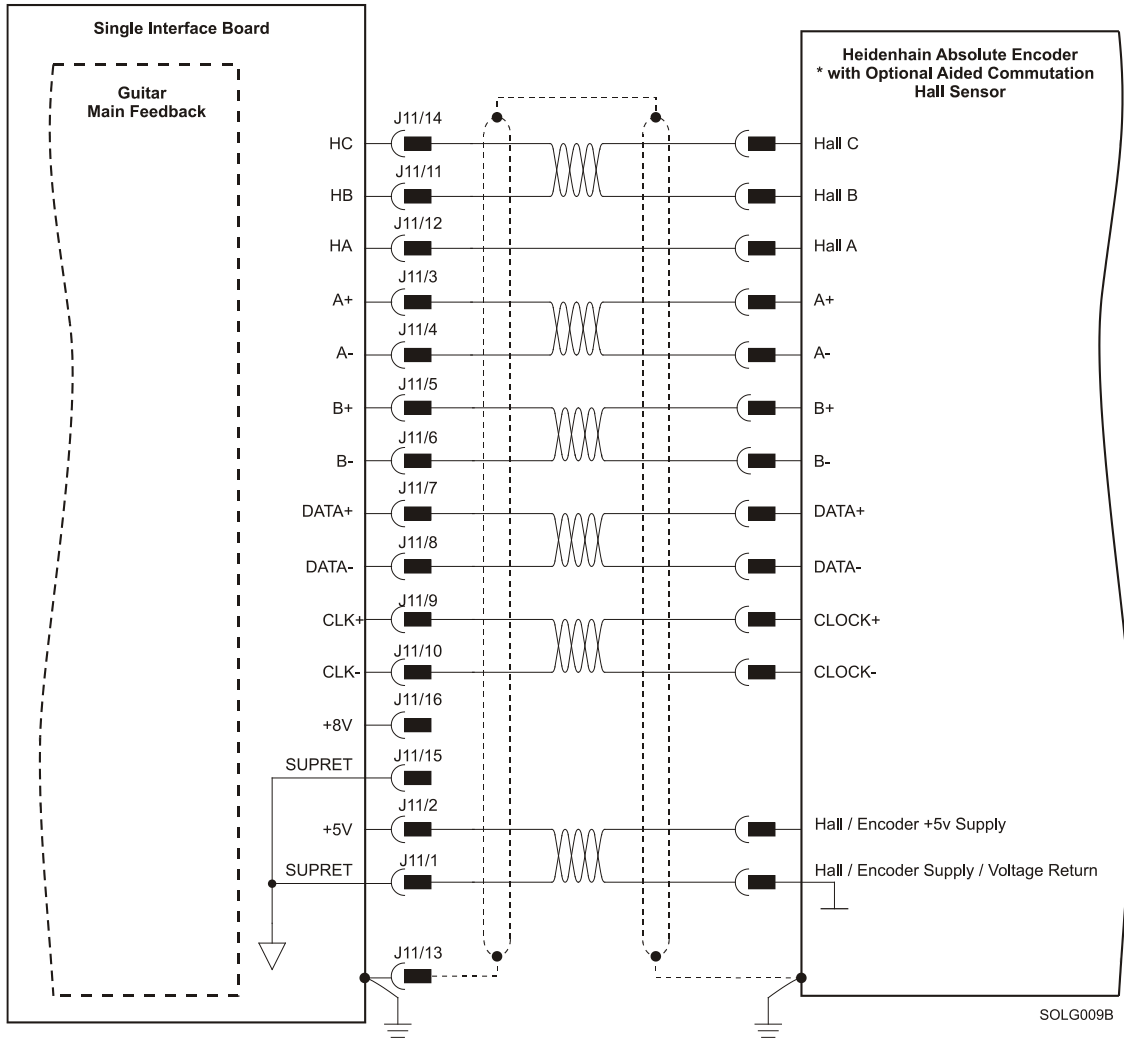 Single Interface Board
Guitar
Main Feedback
Heidenhain Absolute Encoder
* with Optional Aided Commutation
Hall Sensor
HC J11/14 Hall C
HB J11/11 Hall B
HA J11/12 Hall A
A+ J11/3 A+
A- J11/4 A-
B+ J11/5 B+
B- J11/6 B-
DATA+ J11/7 DATA+
DATA- J11/8 DATA-
CLK+ J11/9 CLOCK+
CLK- J11/10 CLOCK-
+8V J11/16
SUPRET J11/15
+5V J11/2 Hall / Encoder +5v Supply
SUPRET J11/1 Hall / Encoder Supply / Voltage Return
J11/13
SOLG009B